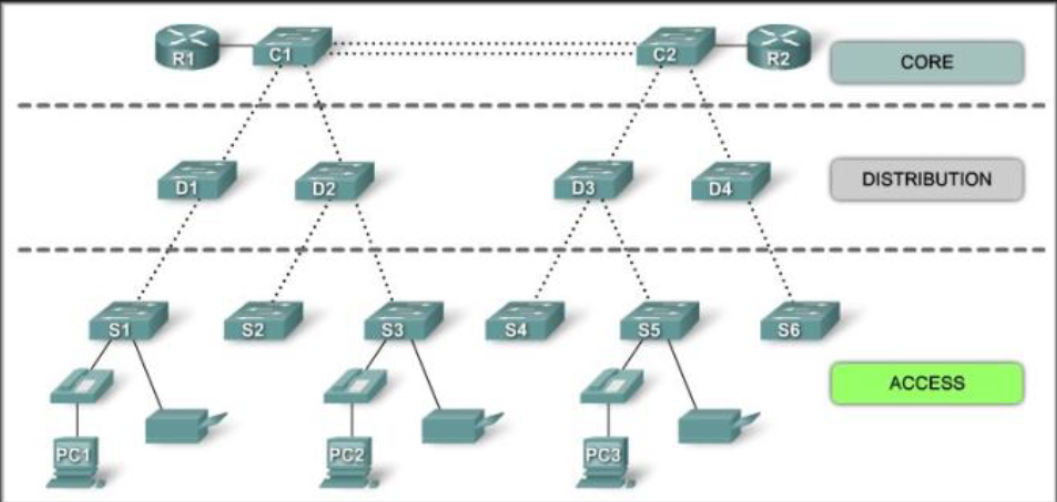 R1
C1
C2
R2
CORE
D1
D2
D3
D4
DISTRIBUTION
S1
S2
S3
S4
S5
S6
ACCESS
PC1
PC2
PC3